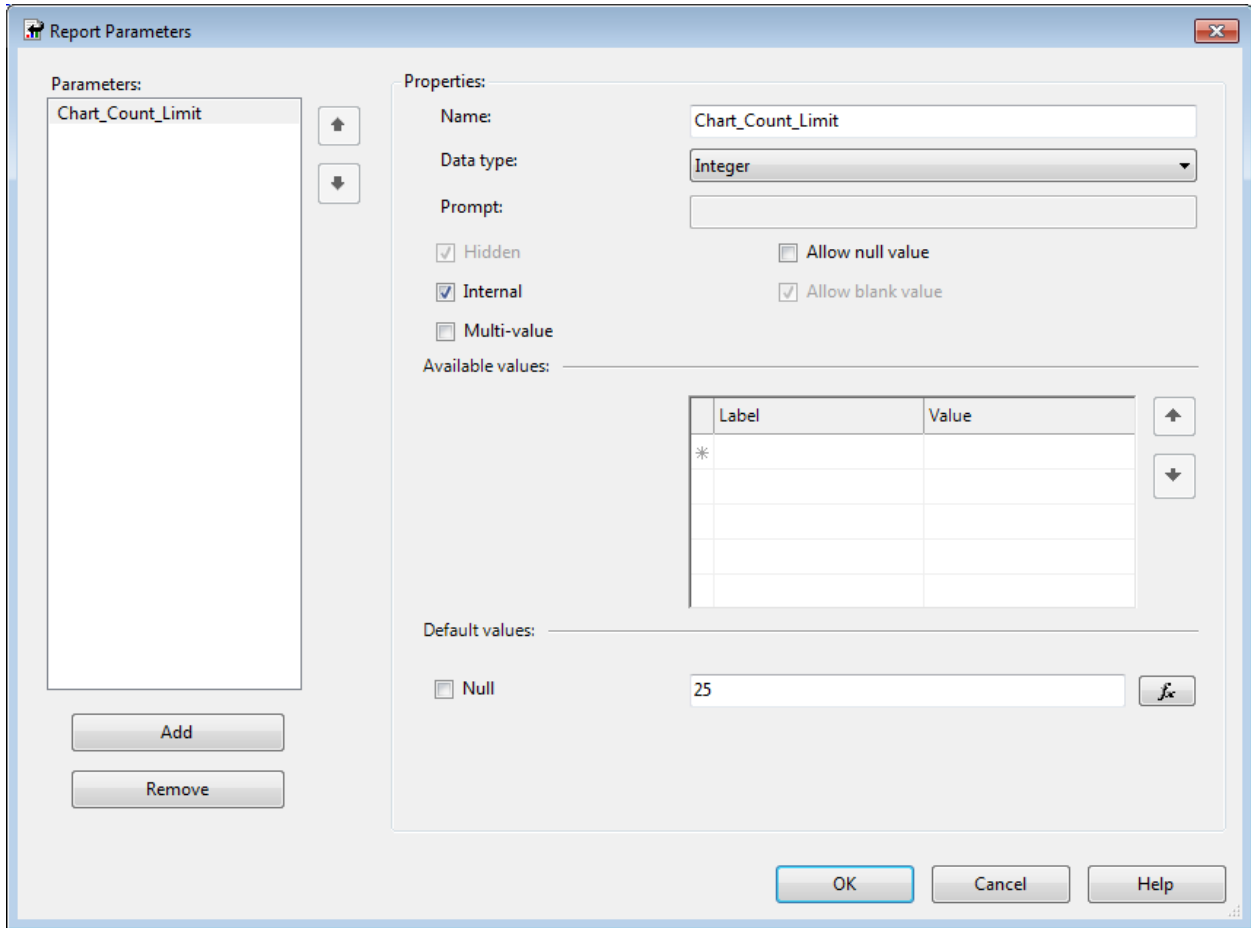 Report Parameters
Parameters:
Chart_Count_Limit
Properties:
Name:
Chart_Count_Limit
Data type:
Integer
Prompt:
Hidden
Allow null value
Internal
Allow blank value
Multi-value
Available values:
Label
Value
Default values:
Null
25
fx
Add
Remove
OK
Cancel
Help